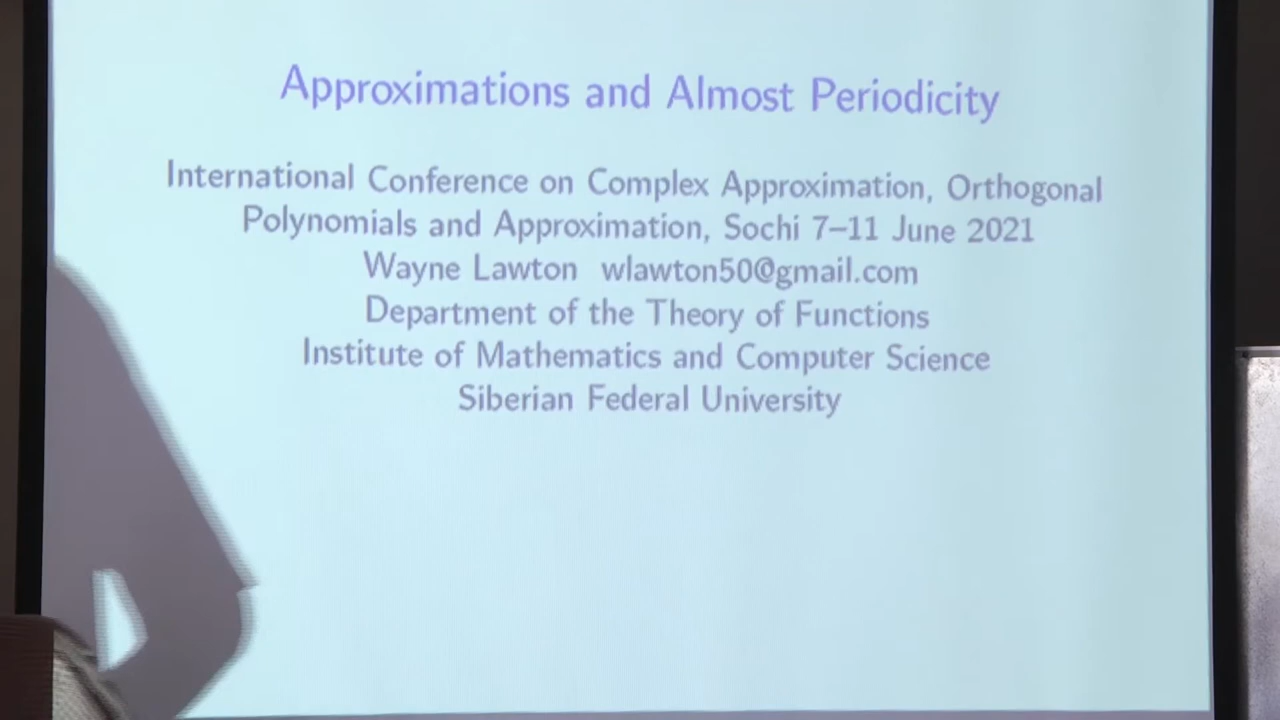 Approximations and Almost Periodicity
International Conference on Complex Approximation, Orthogonal
Polynomials and Approximation, Sochi 7–11 June 2021
Wayne Lawton wlawton50@gmail.com
Department of the Theory of Functions
Institute of Mathematics and Computer Science
Siberian Federal University